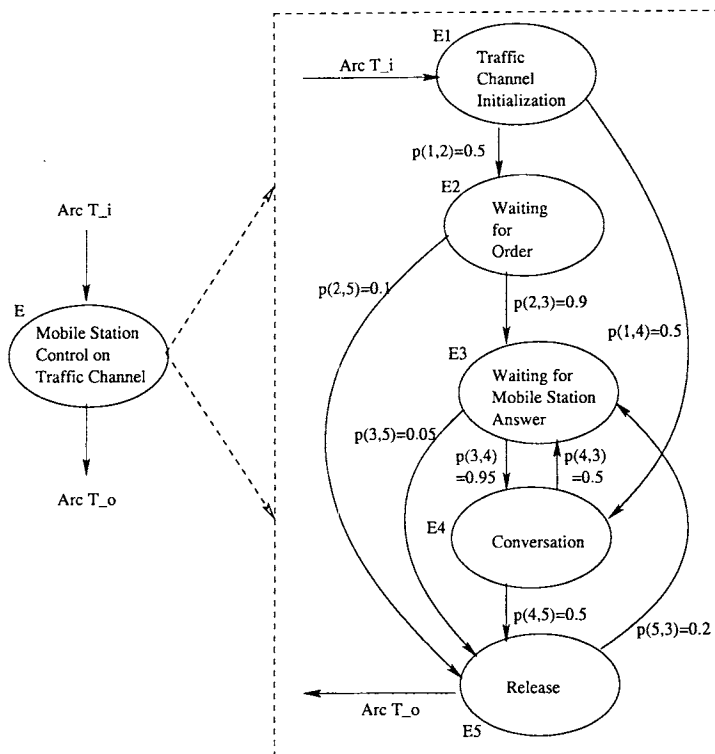 Arc T_i
E
Mobile Station
Control on
Traffic Channel
Arc T_o
E1
Arc T_i
Traffic
Channel
Initialization
p(1,2)=0.5
E2
Waiting
for
Order
p(2,5)=0.1
p(2,3)=0.9
p(1,4)=0.5
E3
Waiting for
Mobile Station
Answer
p(3,5)=0.05
p(3,4)
=0.95
p(4,3)
=0.5
E4
Conversation
p(4,5)=0.5
p(5,3)=0.2
Release
Arc T_o
E5